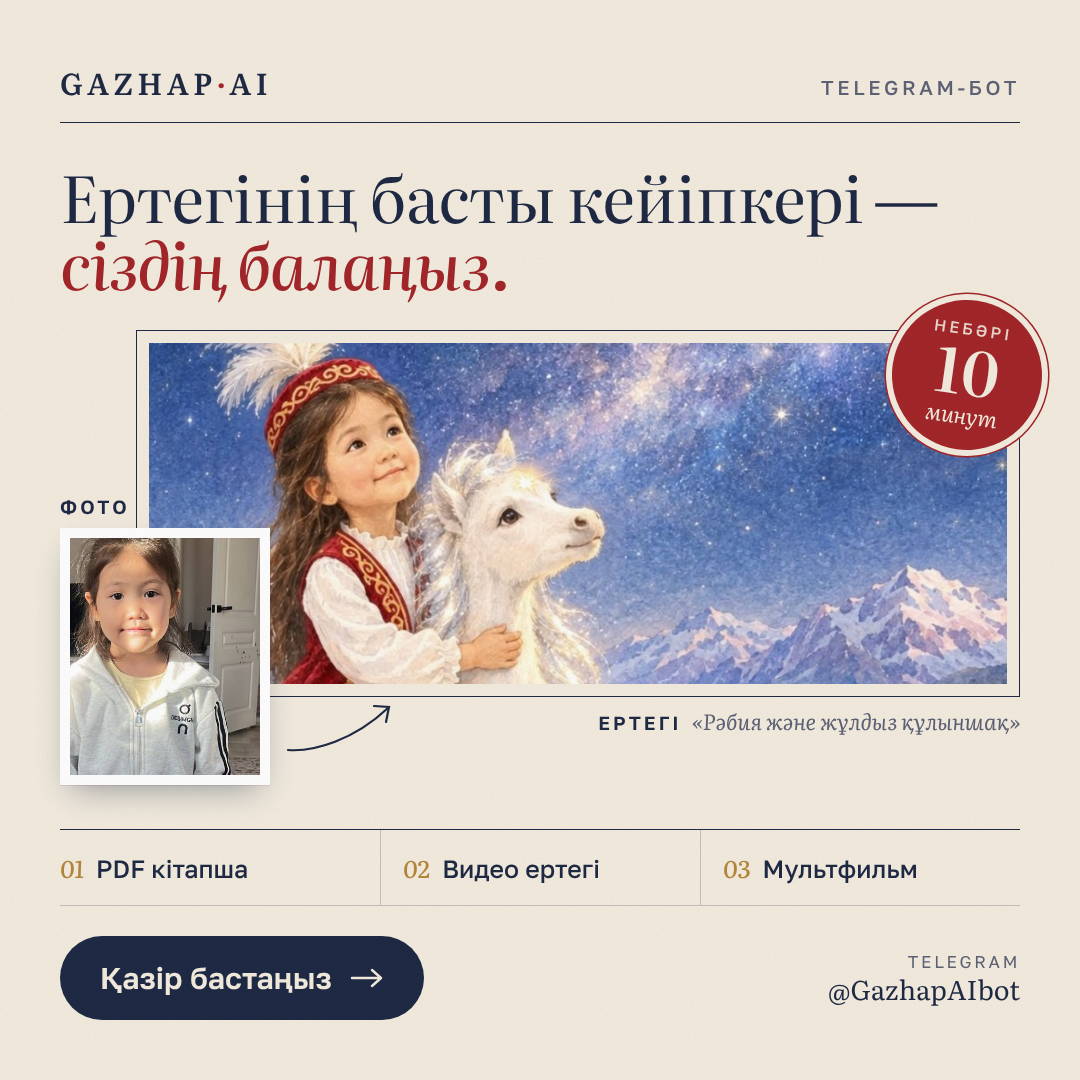 GAZHAP·AI
TELEGRAM-БОТ
Ертегінің басты кейіпкері —
сіздің балаңыз.
НЕБӘРІ
10
минут
ФОТО
ЕРТЕГІ «Рәбия және жұлдыз құлыншақ»
01 PDF кітапша
02 Видео ертегі
03 Мультфильм
Қазір бастаңыз →
TELEGRAM
@GazhapAIbot